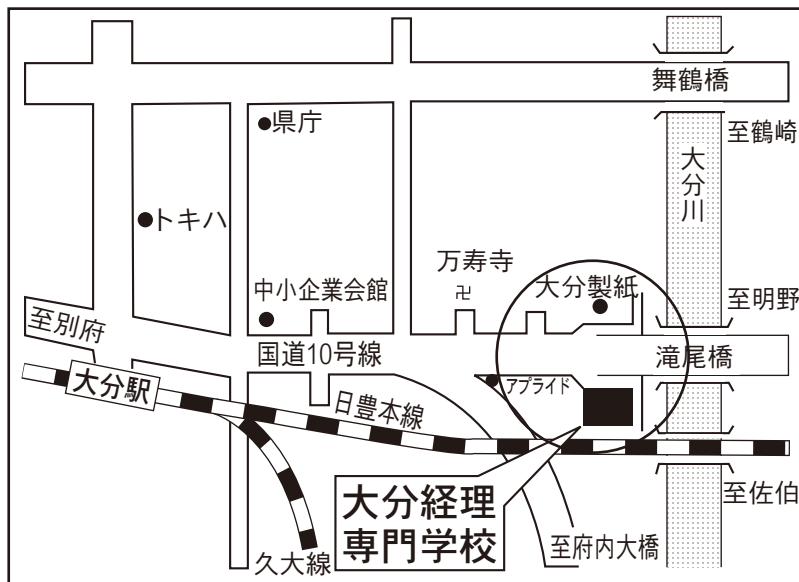 舞鶴橋
県庁
至鶴崎
大分川
トキハ
万寿寺
卍
中小企業会館
大分製紙
至明野
至別府
国道10号線
滝尾橋
大分駅
アプライド
日豊本線
大分経理
専門学校
至佐伯
久大線
至府内大橋